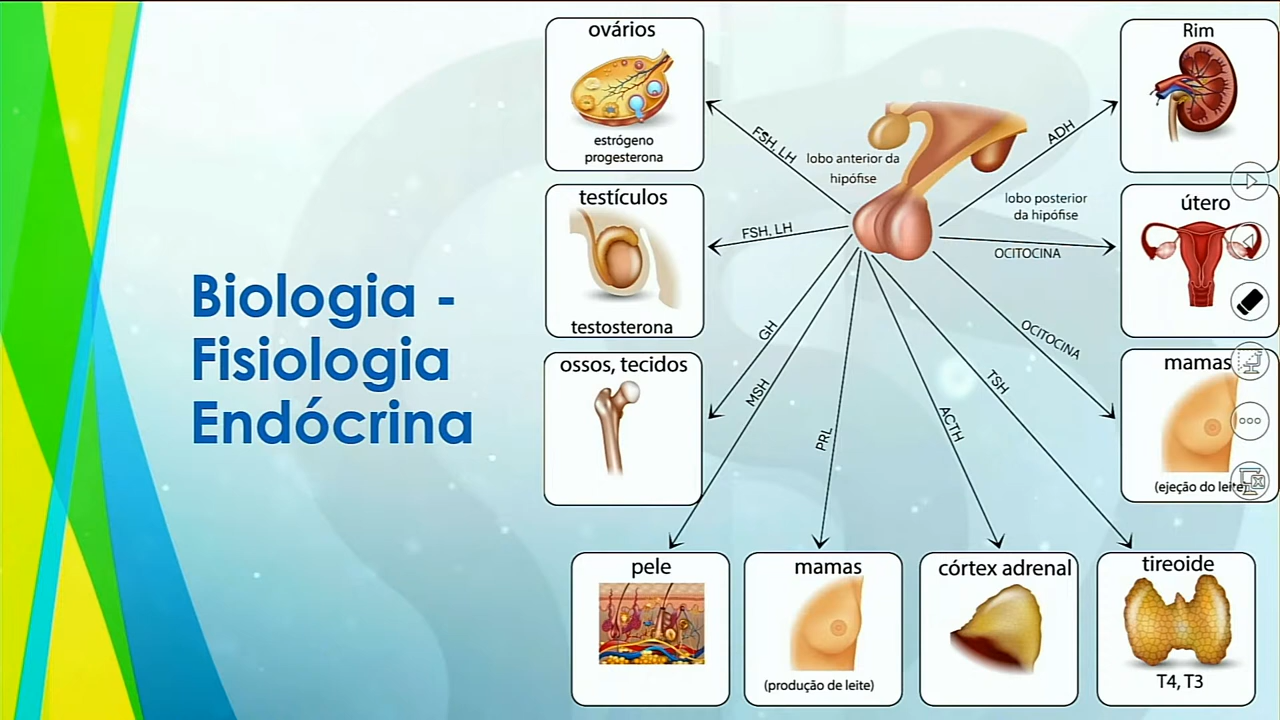 Biologia -
Fisiologia
Endócrina
ovários
estrógeno
progesterona
testículos
testosterona
ossos, tecidos
FSH, LH
FSH, LH
GH
MSH
PRL
ACTH
TSH
lobo anterior da
hipófise
lobo posterior
da hipófise
ADH
OCITOCINA
OCITOCINA
Rim
útero
mamas
(ejeção do leite)
pele
mamas
(produção de leite)
córtex adrenal
tireoide
T4, T3